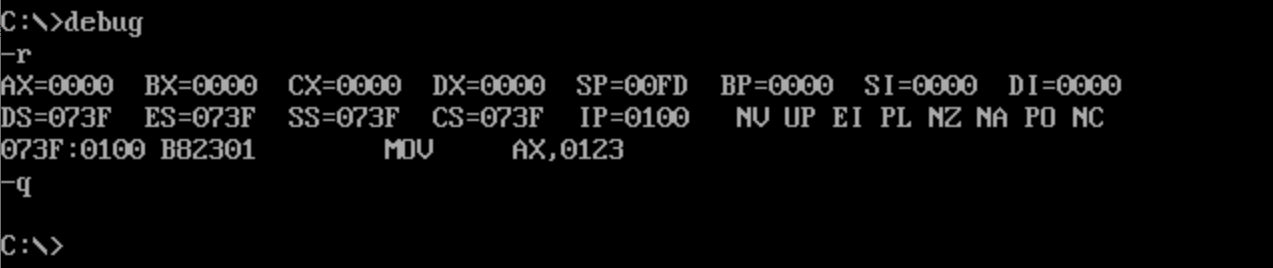 C:\>debug
-r
AX=0000  BX=0000  CX=0000  DX=0000  SP=00FD  BP=0000  SI=0000  DI=0000
DS=073F  ES=073F  SS=073F  CS=073F  IP=0100   NV UP EI PL NZ NA PO NC
073F:0100 B82301        MOV     AX,0123
-q
C:\>